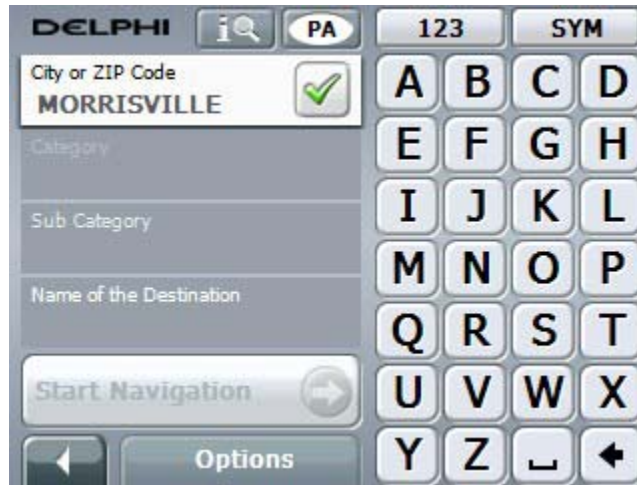 DELPHI i PA
City or ZIP Code
MORRISVILLE
Category
Sub Category
Name of the Destination
Start Navigation
Options
123 SYM
A B C D
E F G H
I J K L
M N O P
Q R S T
U V W X
Y Z